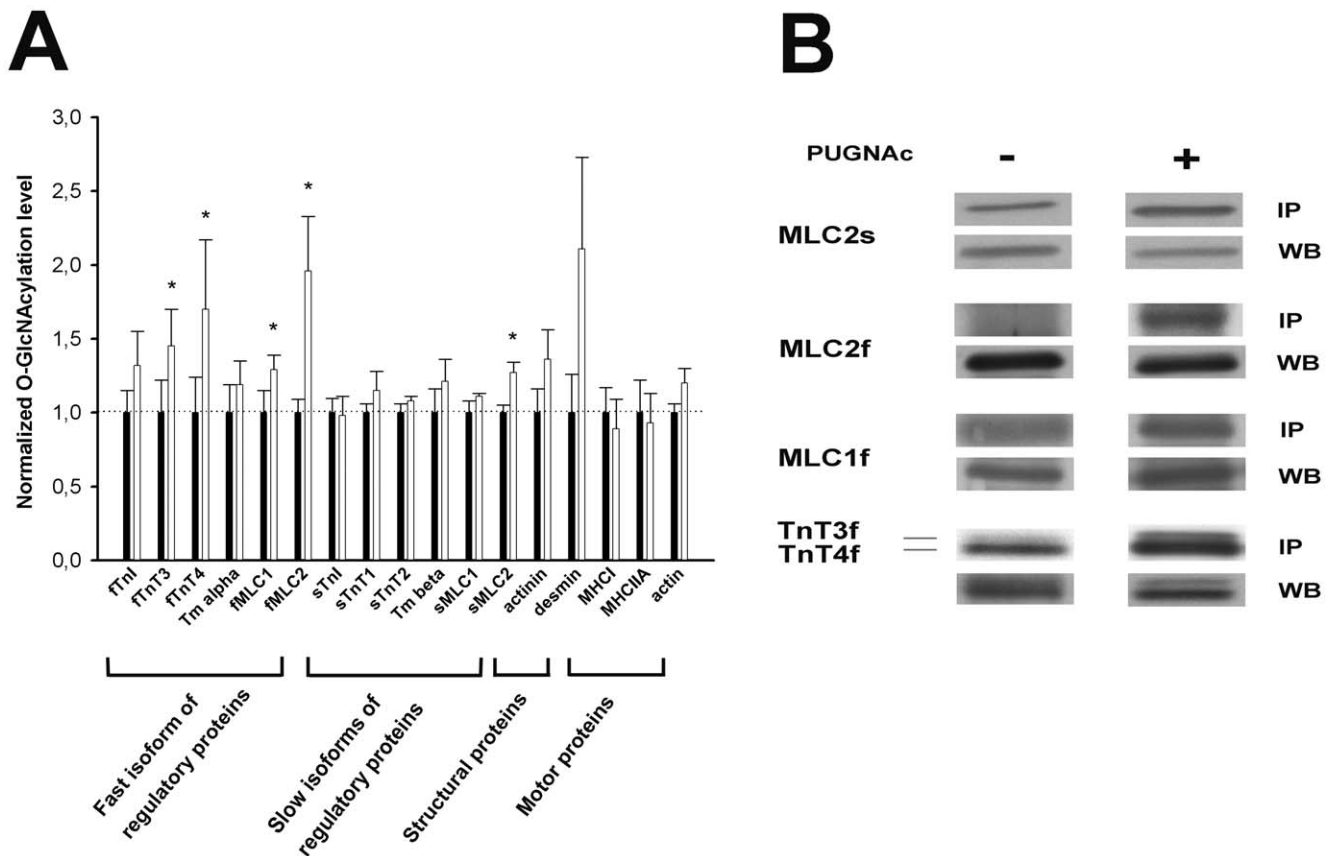 A
B
Normalized O-GlcNAcylation level
3,0
2,5
2,0
1,5
1,0
0,5
0,0
*
*
*
*
*
fTnI
fTnT3
fTnT4
Tm alpha
fMLC1
fMLC2
sTnI
sTnT1
sTnT2
Tm beta
sMLC1
sMLC2
actinin
desmin
MHCI
MHCIIA
actin
Fast isoform of
regulatory proteins
Slow isoforms of
regulatory proteins
Structural proteins
Motor proteins
PUGNAc - +
MLC2s
IP
WB
MLC2f
IP
WB
MLC1f
IP
WB
TnT3f
TnT4f
IP
WB